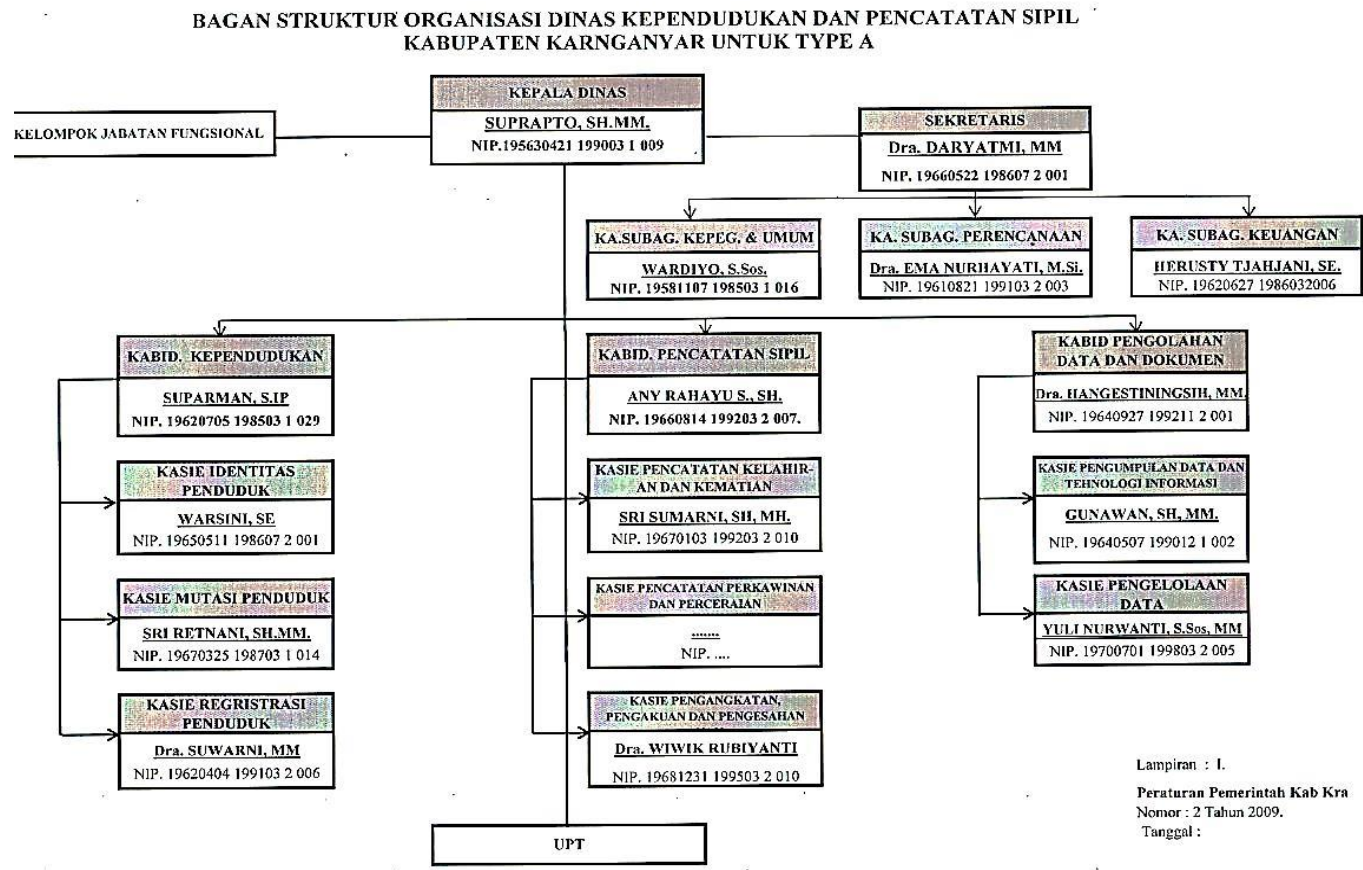 BAGAN STRUKTUR ORGANISASI DINAS KEPENDUDUKAN DAN PENCATATAN SIPIL
KABUPATEN KARNGANYAR UNTUK TYPE A
KEPALA DINAS
SUPRAPTO, SH.MM.
NIP.195630421 199003 1 009
KELOMPOK JABATAN FUNGSIONAL
SEKRETARIS
Dra. DARYATMI, MM
NIP. 19660522 198607 2 001
KA.SUBAG. KEPEG. & UMUM
WARDIYO, S.Sos.
NIP. 19581107 198503 1 016
KA. SUBAG. PERENCANAAN
Dra. EMA NURHAYATI, M.Si.
NIP. 19610821 199103 2 003
KA. SUBAG. KEUANGAN
HERUSTY TJAHJANI, SE.
NIP. 19620627 1986032006
KABID. KEPENDUDUKAN
SUPARMAN, S.IP
NIP. 19620705 198503 1 029
KASIE IDENTITAS
PENDUDUK
WARSINI, SE
NIP. 19650511 198607 2 001
KASIE MUTASI PENDUDUK
SRI RETNANI, SH.MM.
NIP. 19670325 198703 1 014
KASIE REGRISTRASI
PENDUDUK
Dra. SUWARNI, MM
NIP. 19620404 199103 2 006
KABID. PENCATATAN SIPIL
ANY RAHAYU S., SH.
NIP. 19660814 199203 2 007.
KASIE PENCATATAN KELAHIR-
AN DAN KEMATIAN
SRI SUMARNI, SH, MH.
NIP. 19670103 199203 2 010
KASIE PENCATATAN PERKAWINAN
DAN PERCERAIAN
.......
NIP. ....
KASIE PENGANGKATAN,
PENGAKUAN DAN PENGESAHAN
Dra. WIWIK RUBIYANTI
NIP. 19681231 199503 2 010
KABID PENGOLAHAN
DATA DAN DOKUMEN
Dra. HANGESTININGSIH, MM.
NIP. 19640927 199211 2 001
KASIE PENGUMPULAN DATA DAN
TEHNOLOGI INFORMASI
GUNAWAN, SH, MM.
NIP. 19640507 199012 1 002
KASIE PENGELOLAAN
DATA
YULI NURWANTI, S.Sos, MM
NIP. 19700701 199803 2 005
UPT
Lampiran : 1.
Peraturan Pemerintah Kab Kra
Nomor : 2 Tahun 2009.
Tanggal :